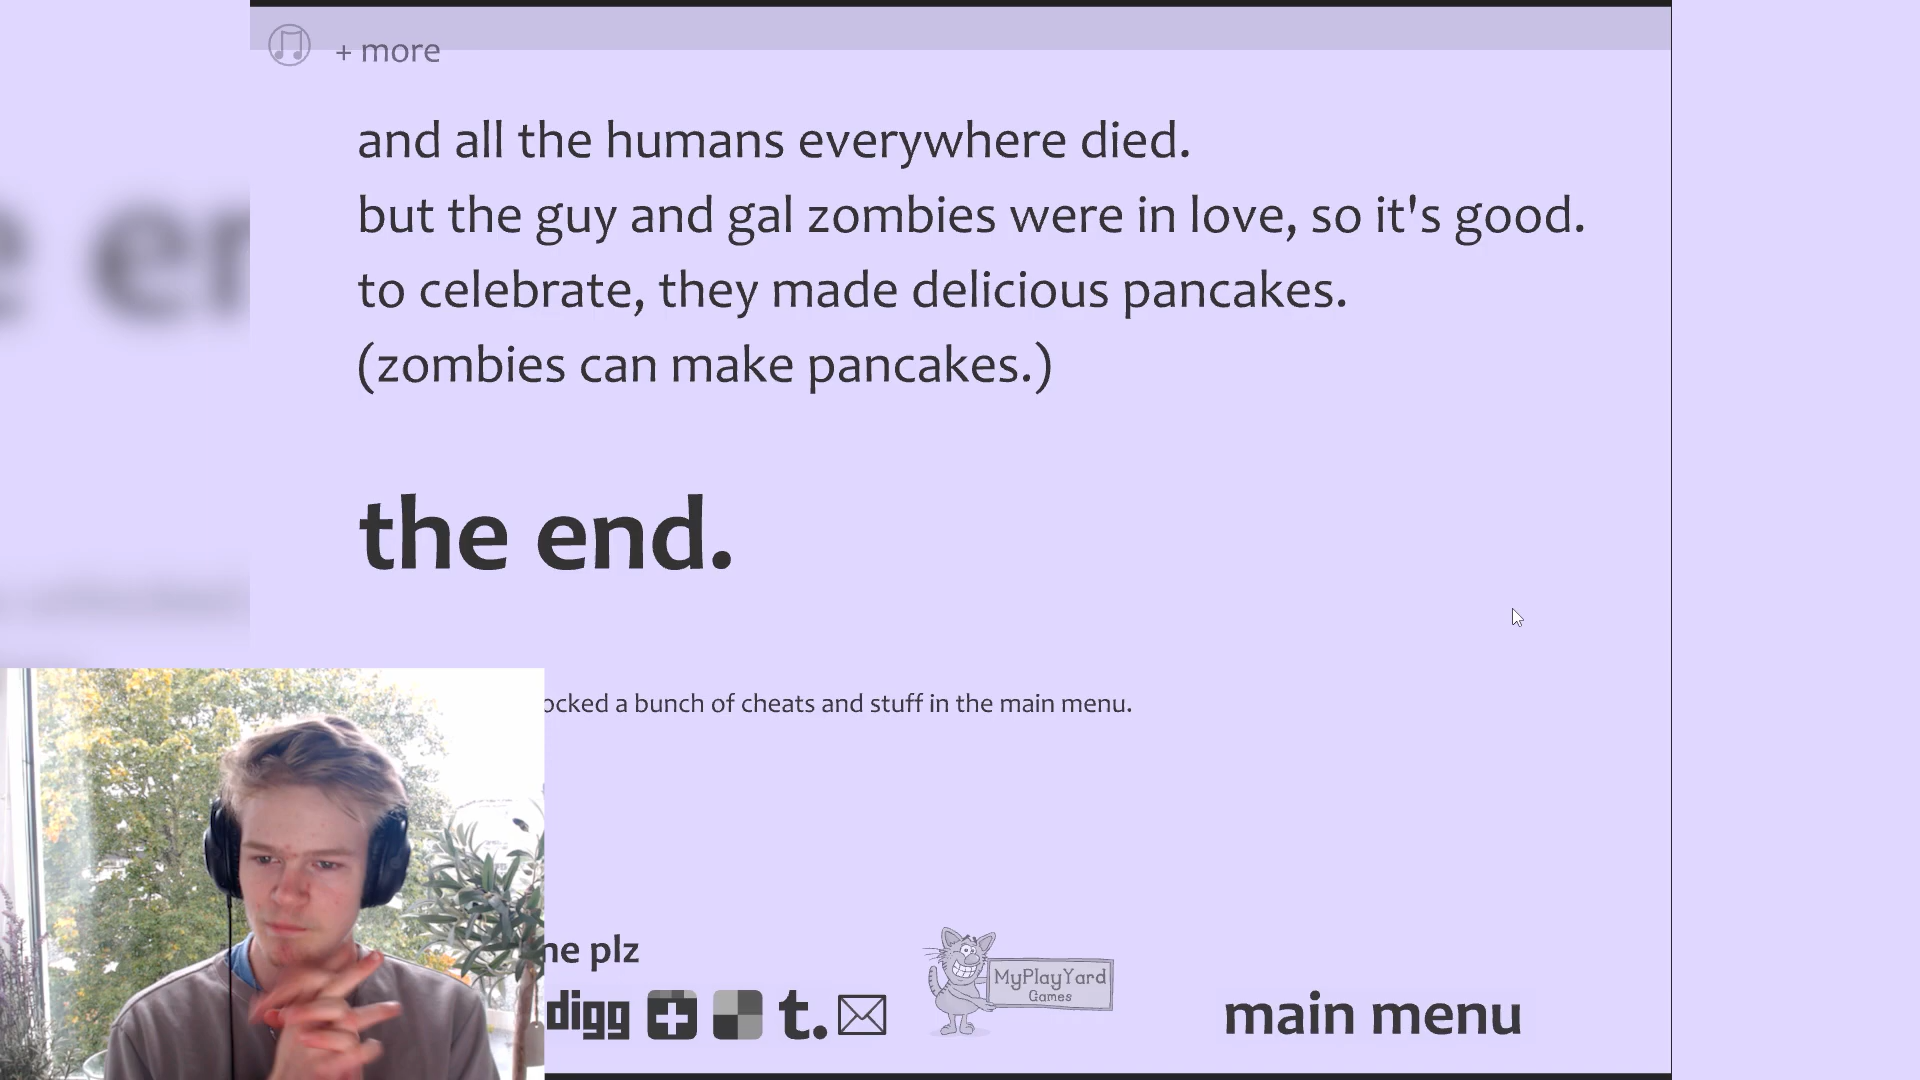 + more
and all the humans everywhere died.
but the guy and gal zombies were in love, so it's good.
to celebrate, they made delicious pancakes.
(zombies can make pancakes.)
the end.
a bunch of cheats and stuff in the main menu.
plz
digg t.
MyPlayYard
Games
main menu